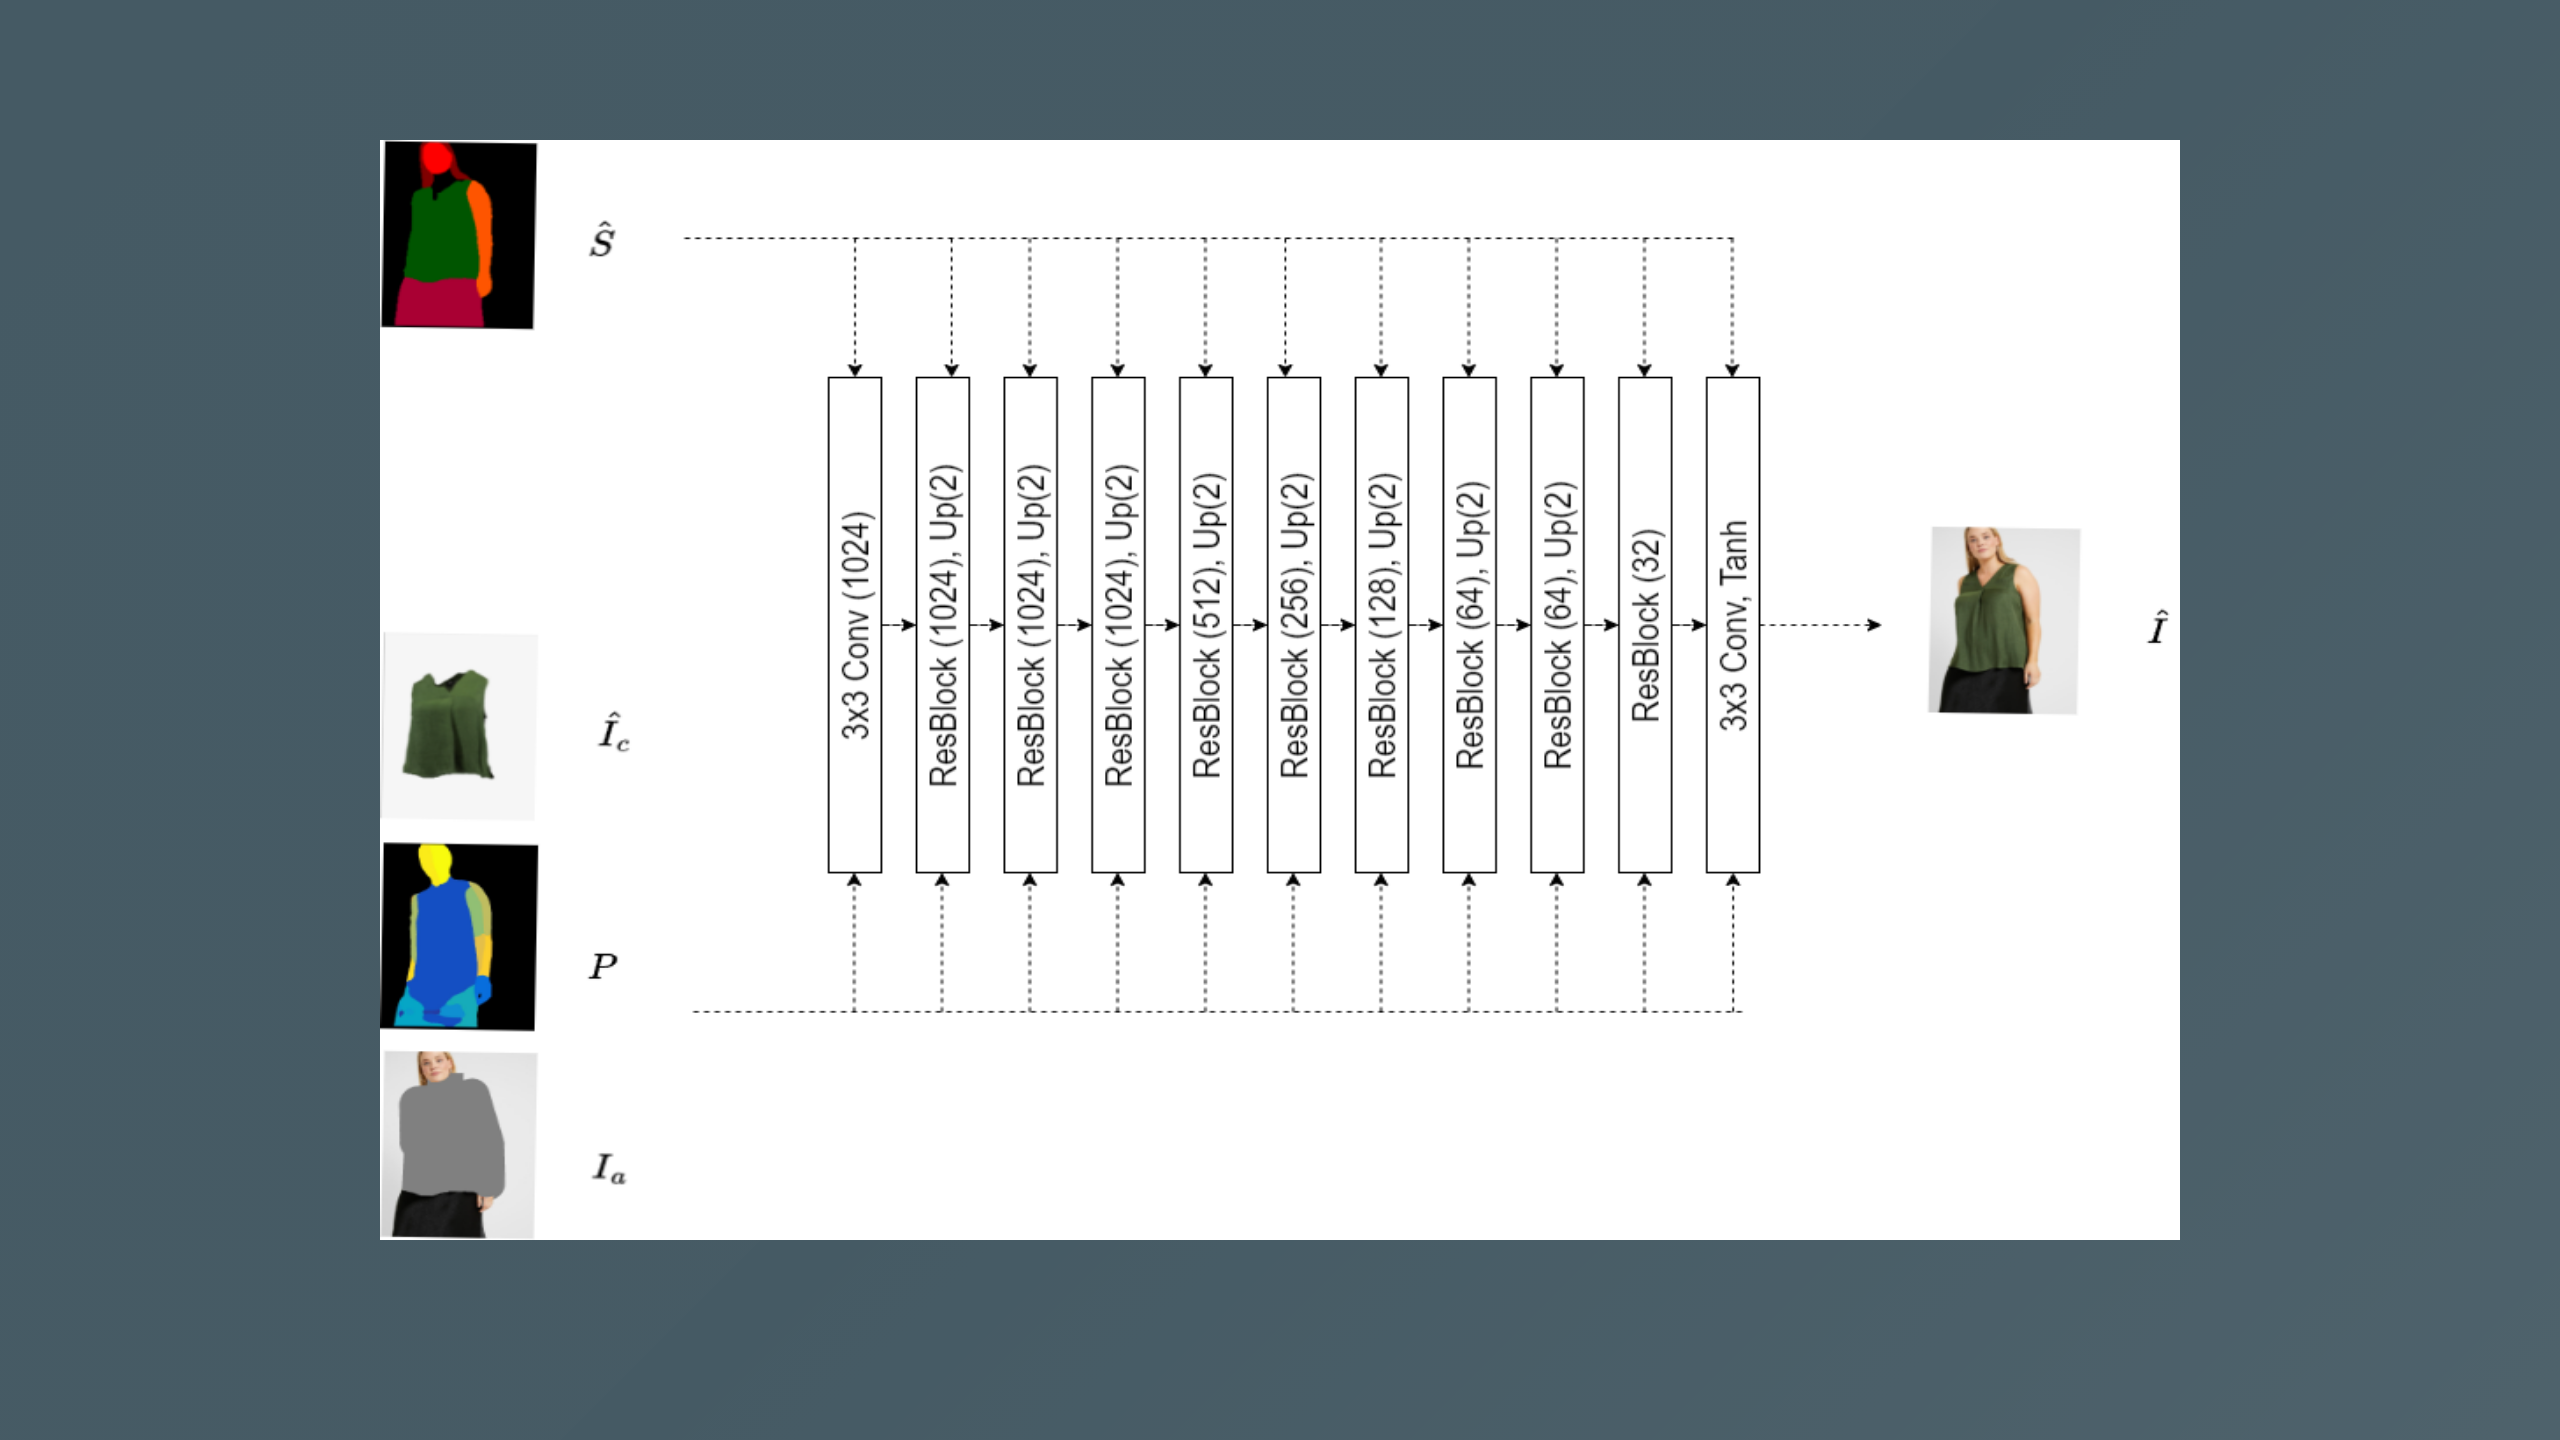 Ŝ
Î_c
P
I_a
3x3 Conv (1024)
ResBlock (1024), Up(2)
ResBlock (1024), Up(2)
ResBlock (1024), Up(2)
ResBlock (512), Up(2)
ResBlock (256), Up(2)
ResBlock (128), Up(2)
ResBlock (64), Up(2)
ResBlock (64), Up(2)
ResBlock (32)
3x3 Conv, Tanh
Î